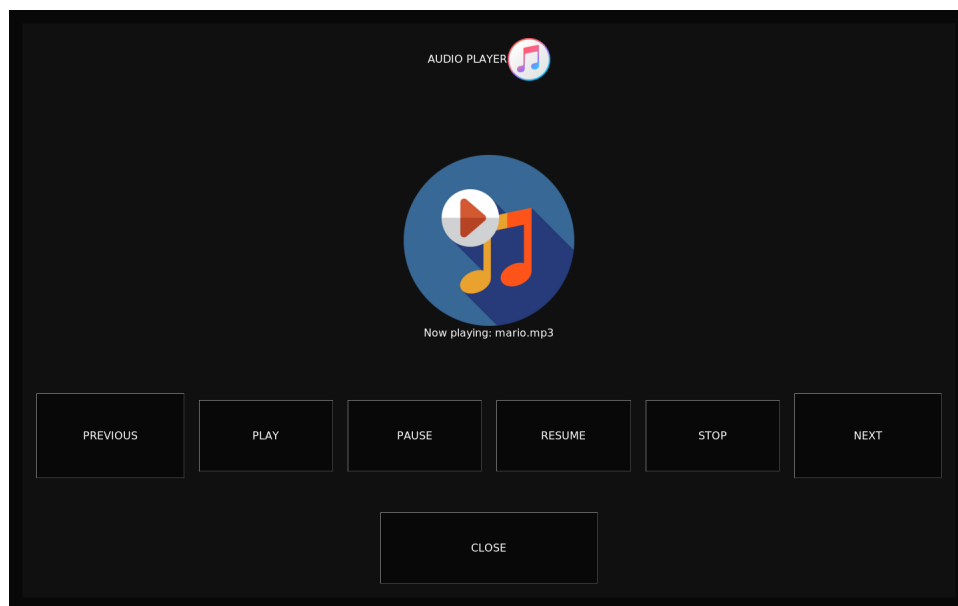 AUDIO PLAYER
Now playing: mario.mp3
PREVIOUS
PLAY
PAUSE
RESUME
STOP
NEXT
CLOSE